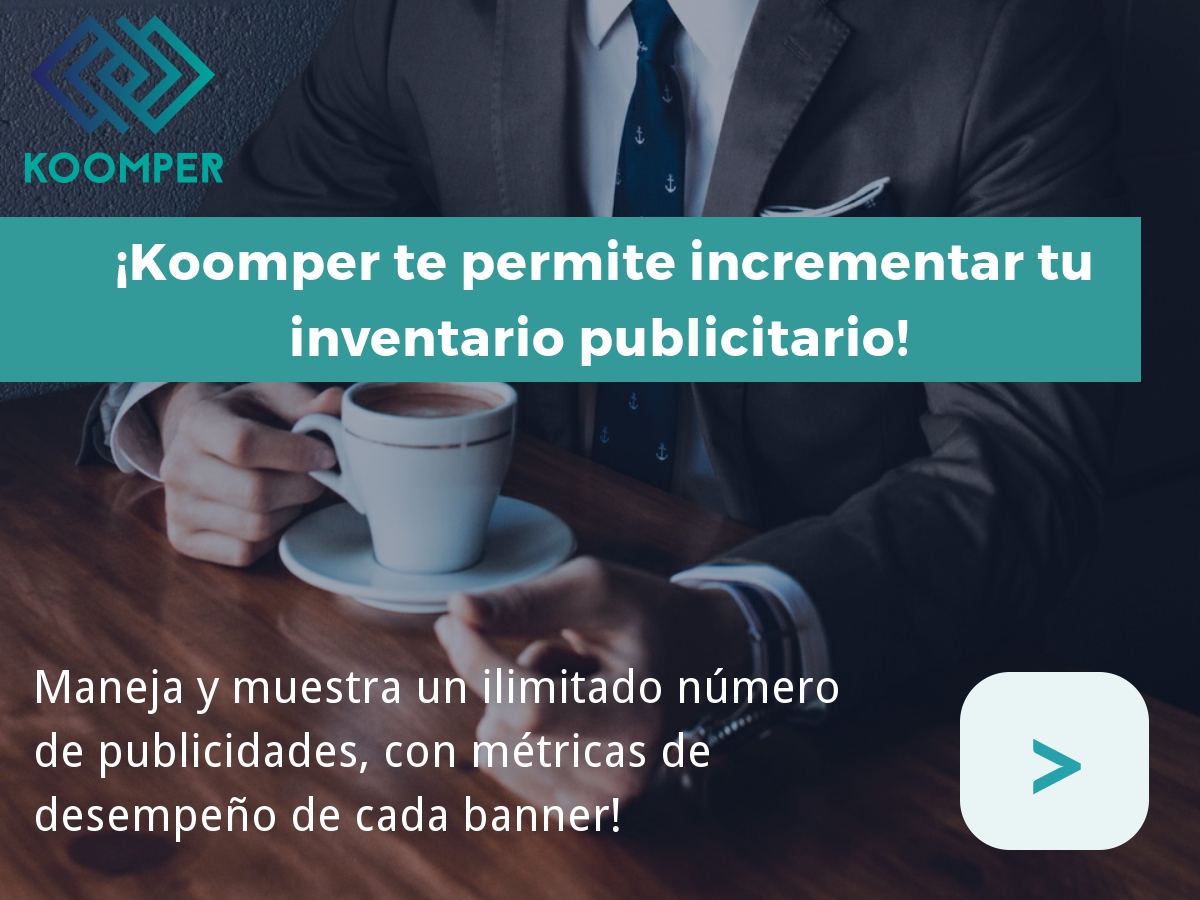 KOOMPER
¡Koomper te permite incrementar tu
inventario publicitario!
Maneja y muestra un ilimitado número
de publicidades, con métricas de
desempeño de cada banner!
>